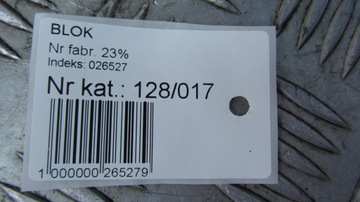 BLOK
Nr fabr. 23%
Indeks: 026527
Nr kat.: 128/017
1 000000 265279